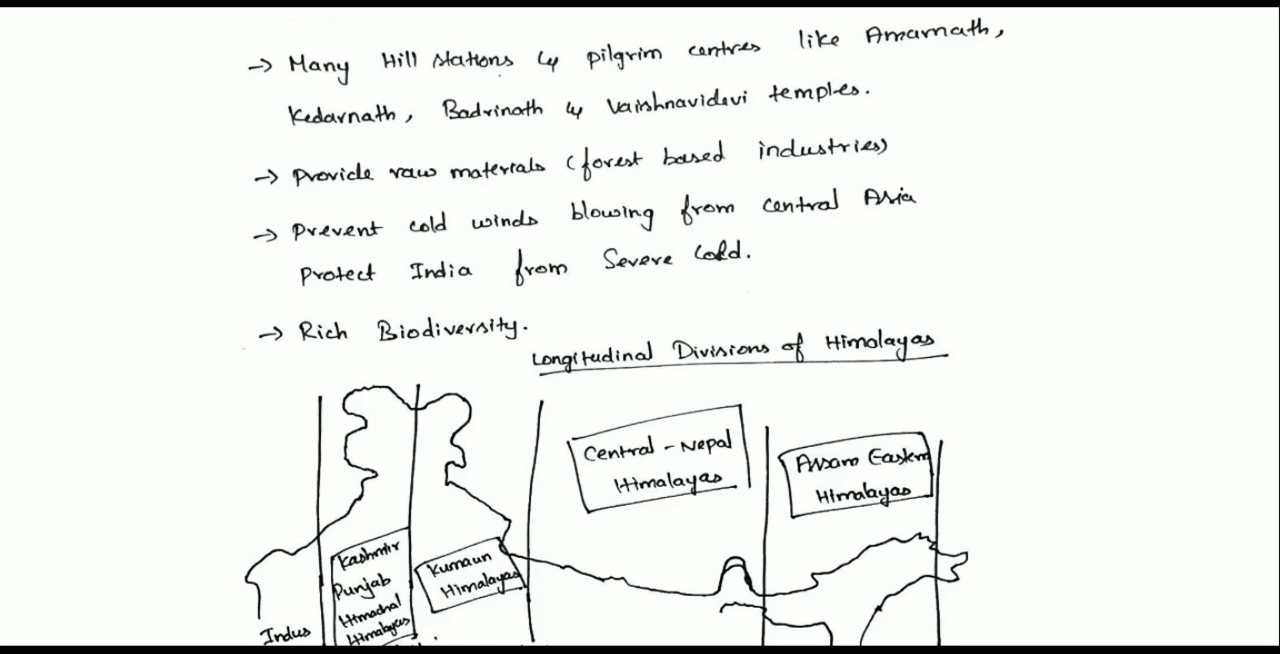 → Many Hill stations & pilgrim centres like Amarnath,
Kedarnath, Badrinath & Vaishnavidevi temples.
→ Provide raw materials (forest based industries)
→ Prevent cold winds blowing from central Asia
Protect India from Severe Cold.
→ Rich Biodiversity.
Longitudinal Divisions of Himalayas
Central - Nepal
Himalayas
Assam Eastern
Himalayas
Kashmir
Punjab
Himachal
Himalayas
Kumaun
Himalayas
Indus